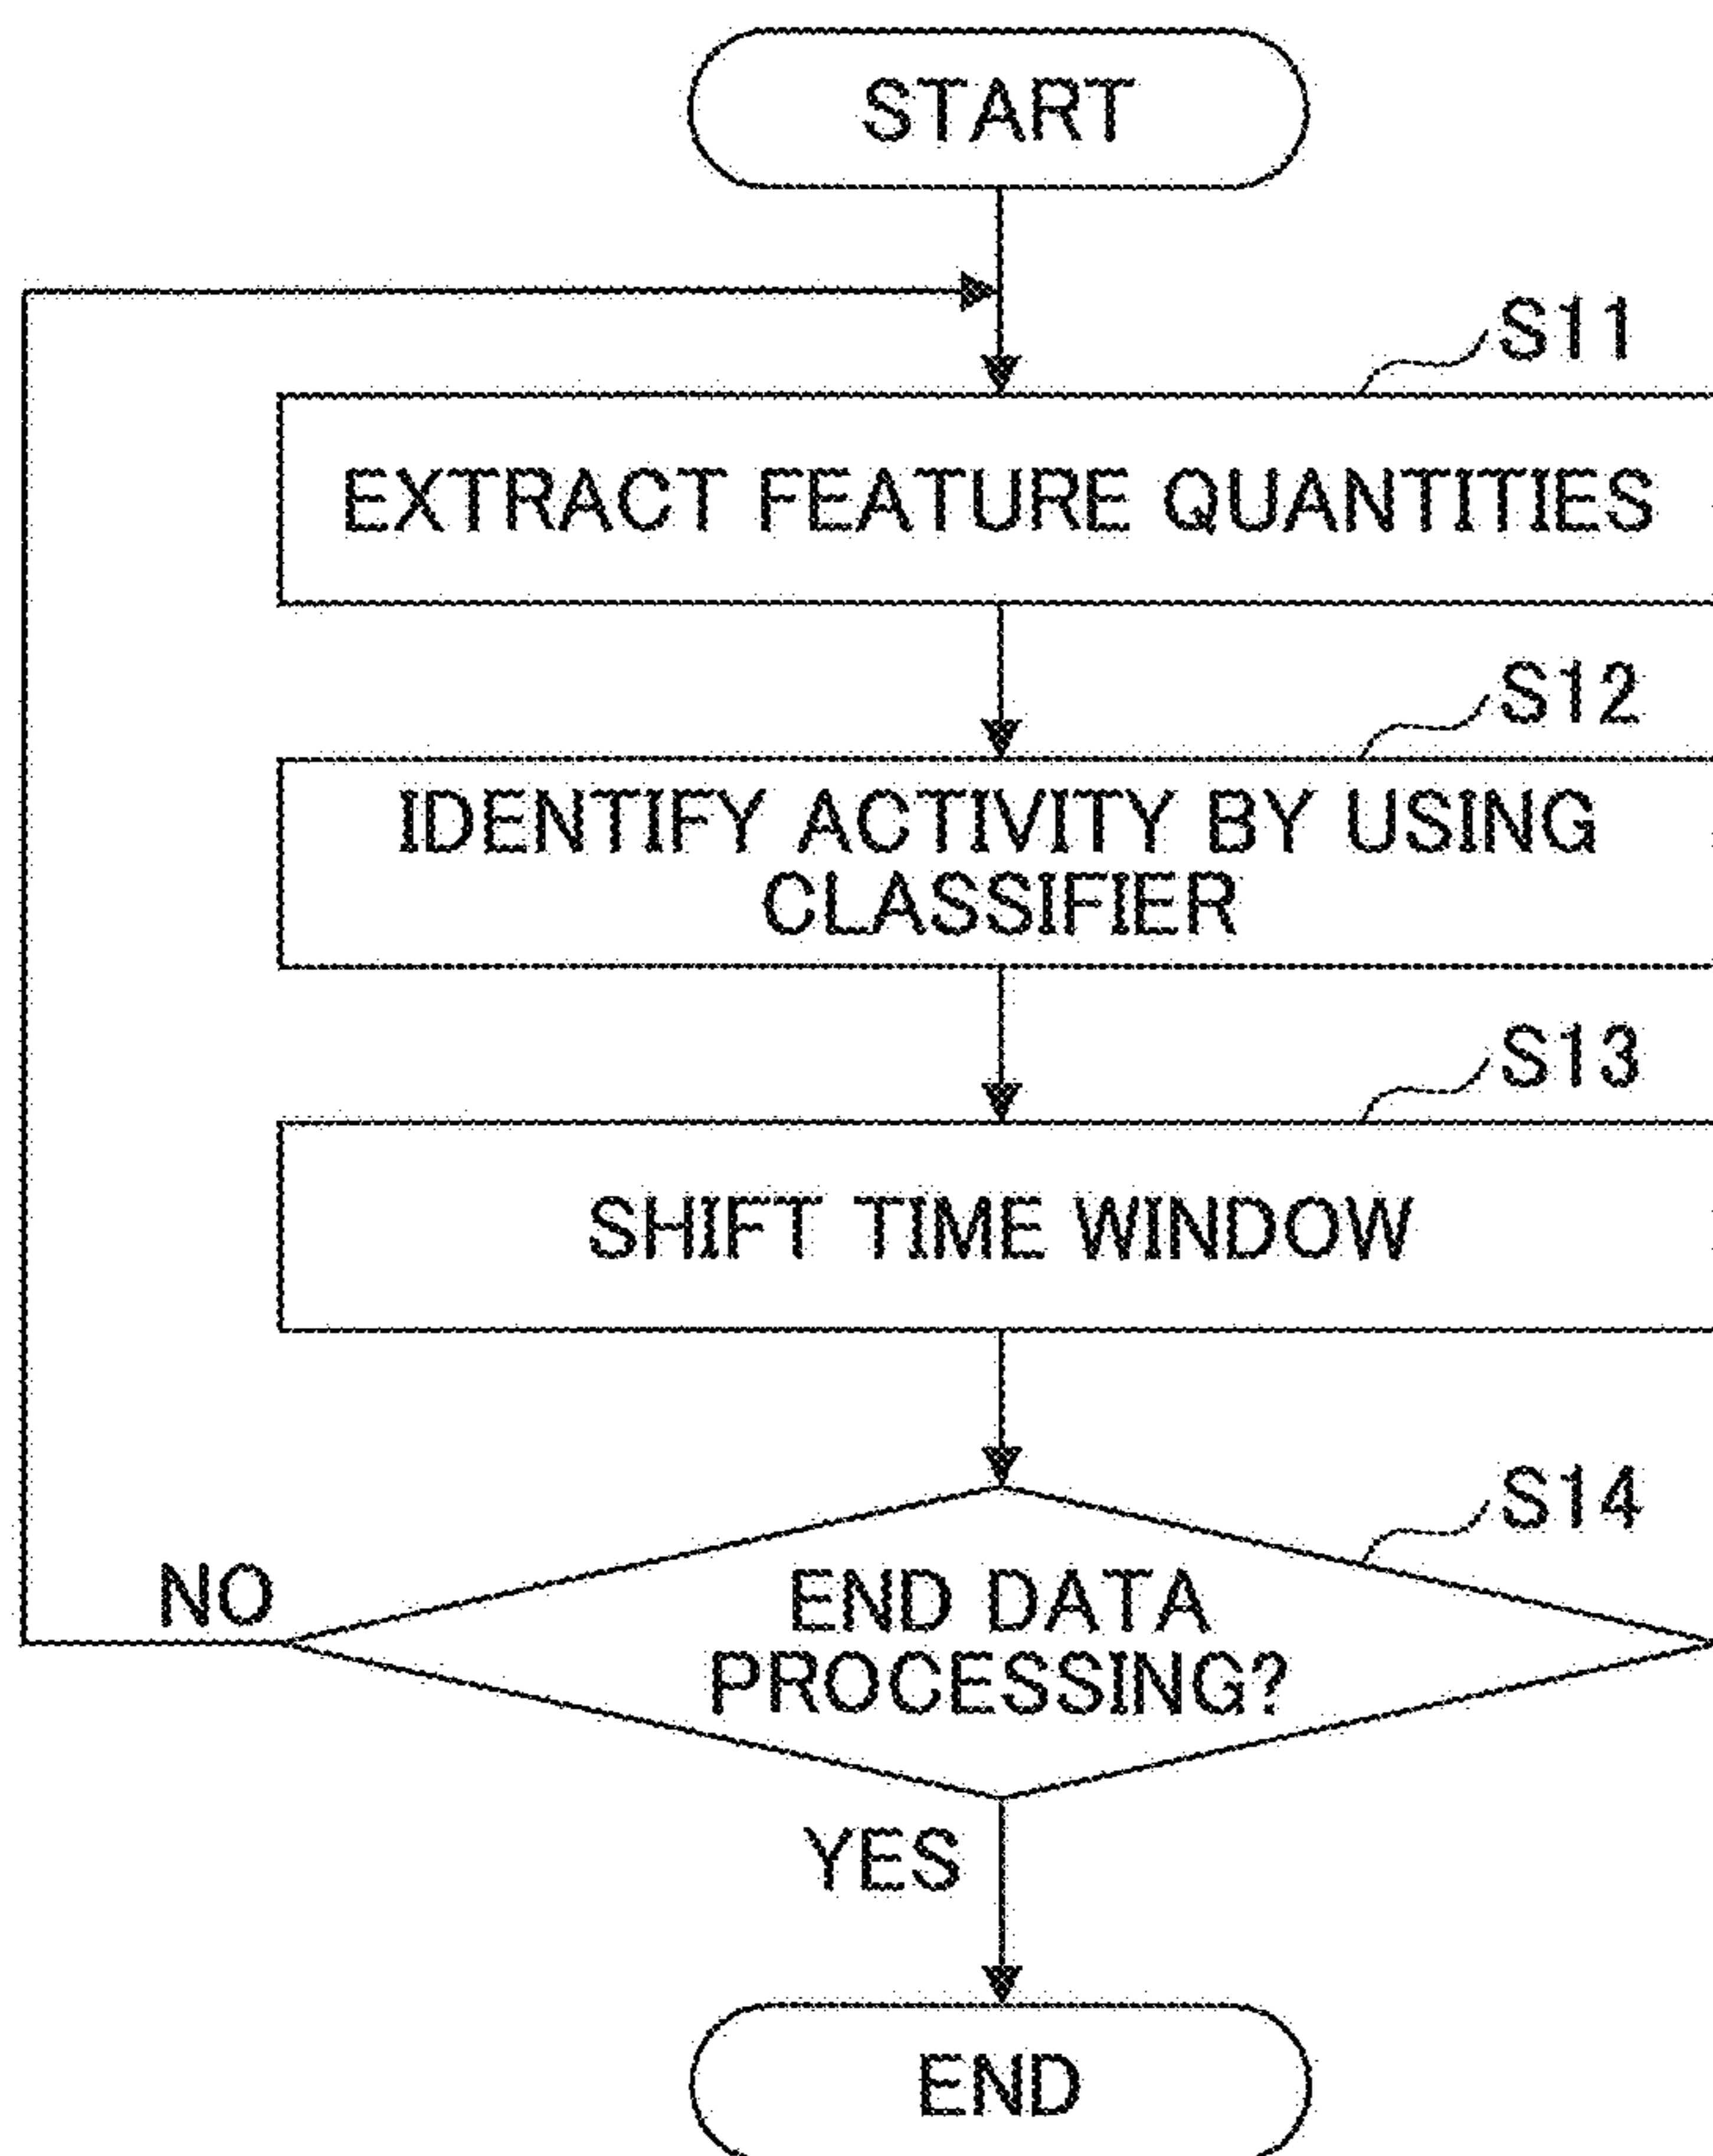 START
S11
EXTRACT FEATURE QUANTITIES
S12
IDENTIFY ACTIVITY BY USING
CLASSIFIER
S13
SHIFT TIME WINDOW
S14
END DATA
PROCESSING?
NO
YES
END